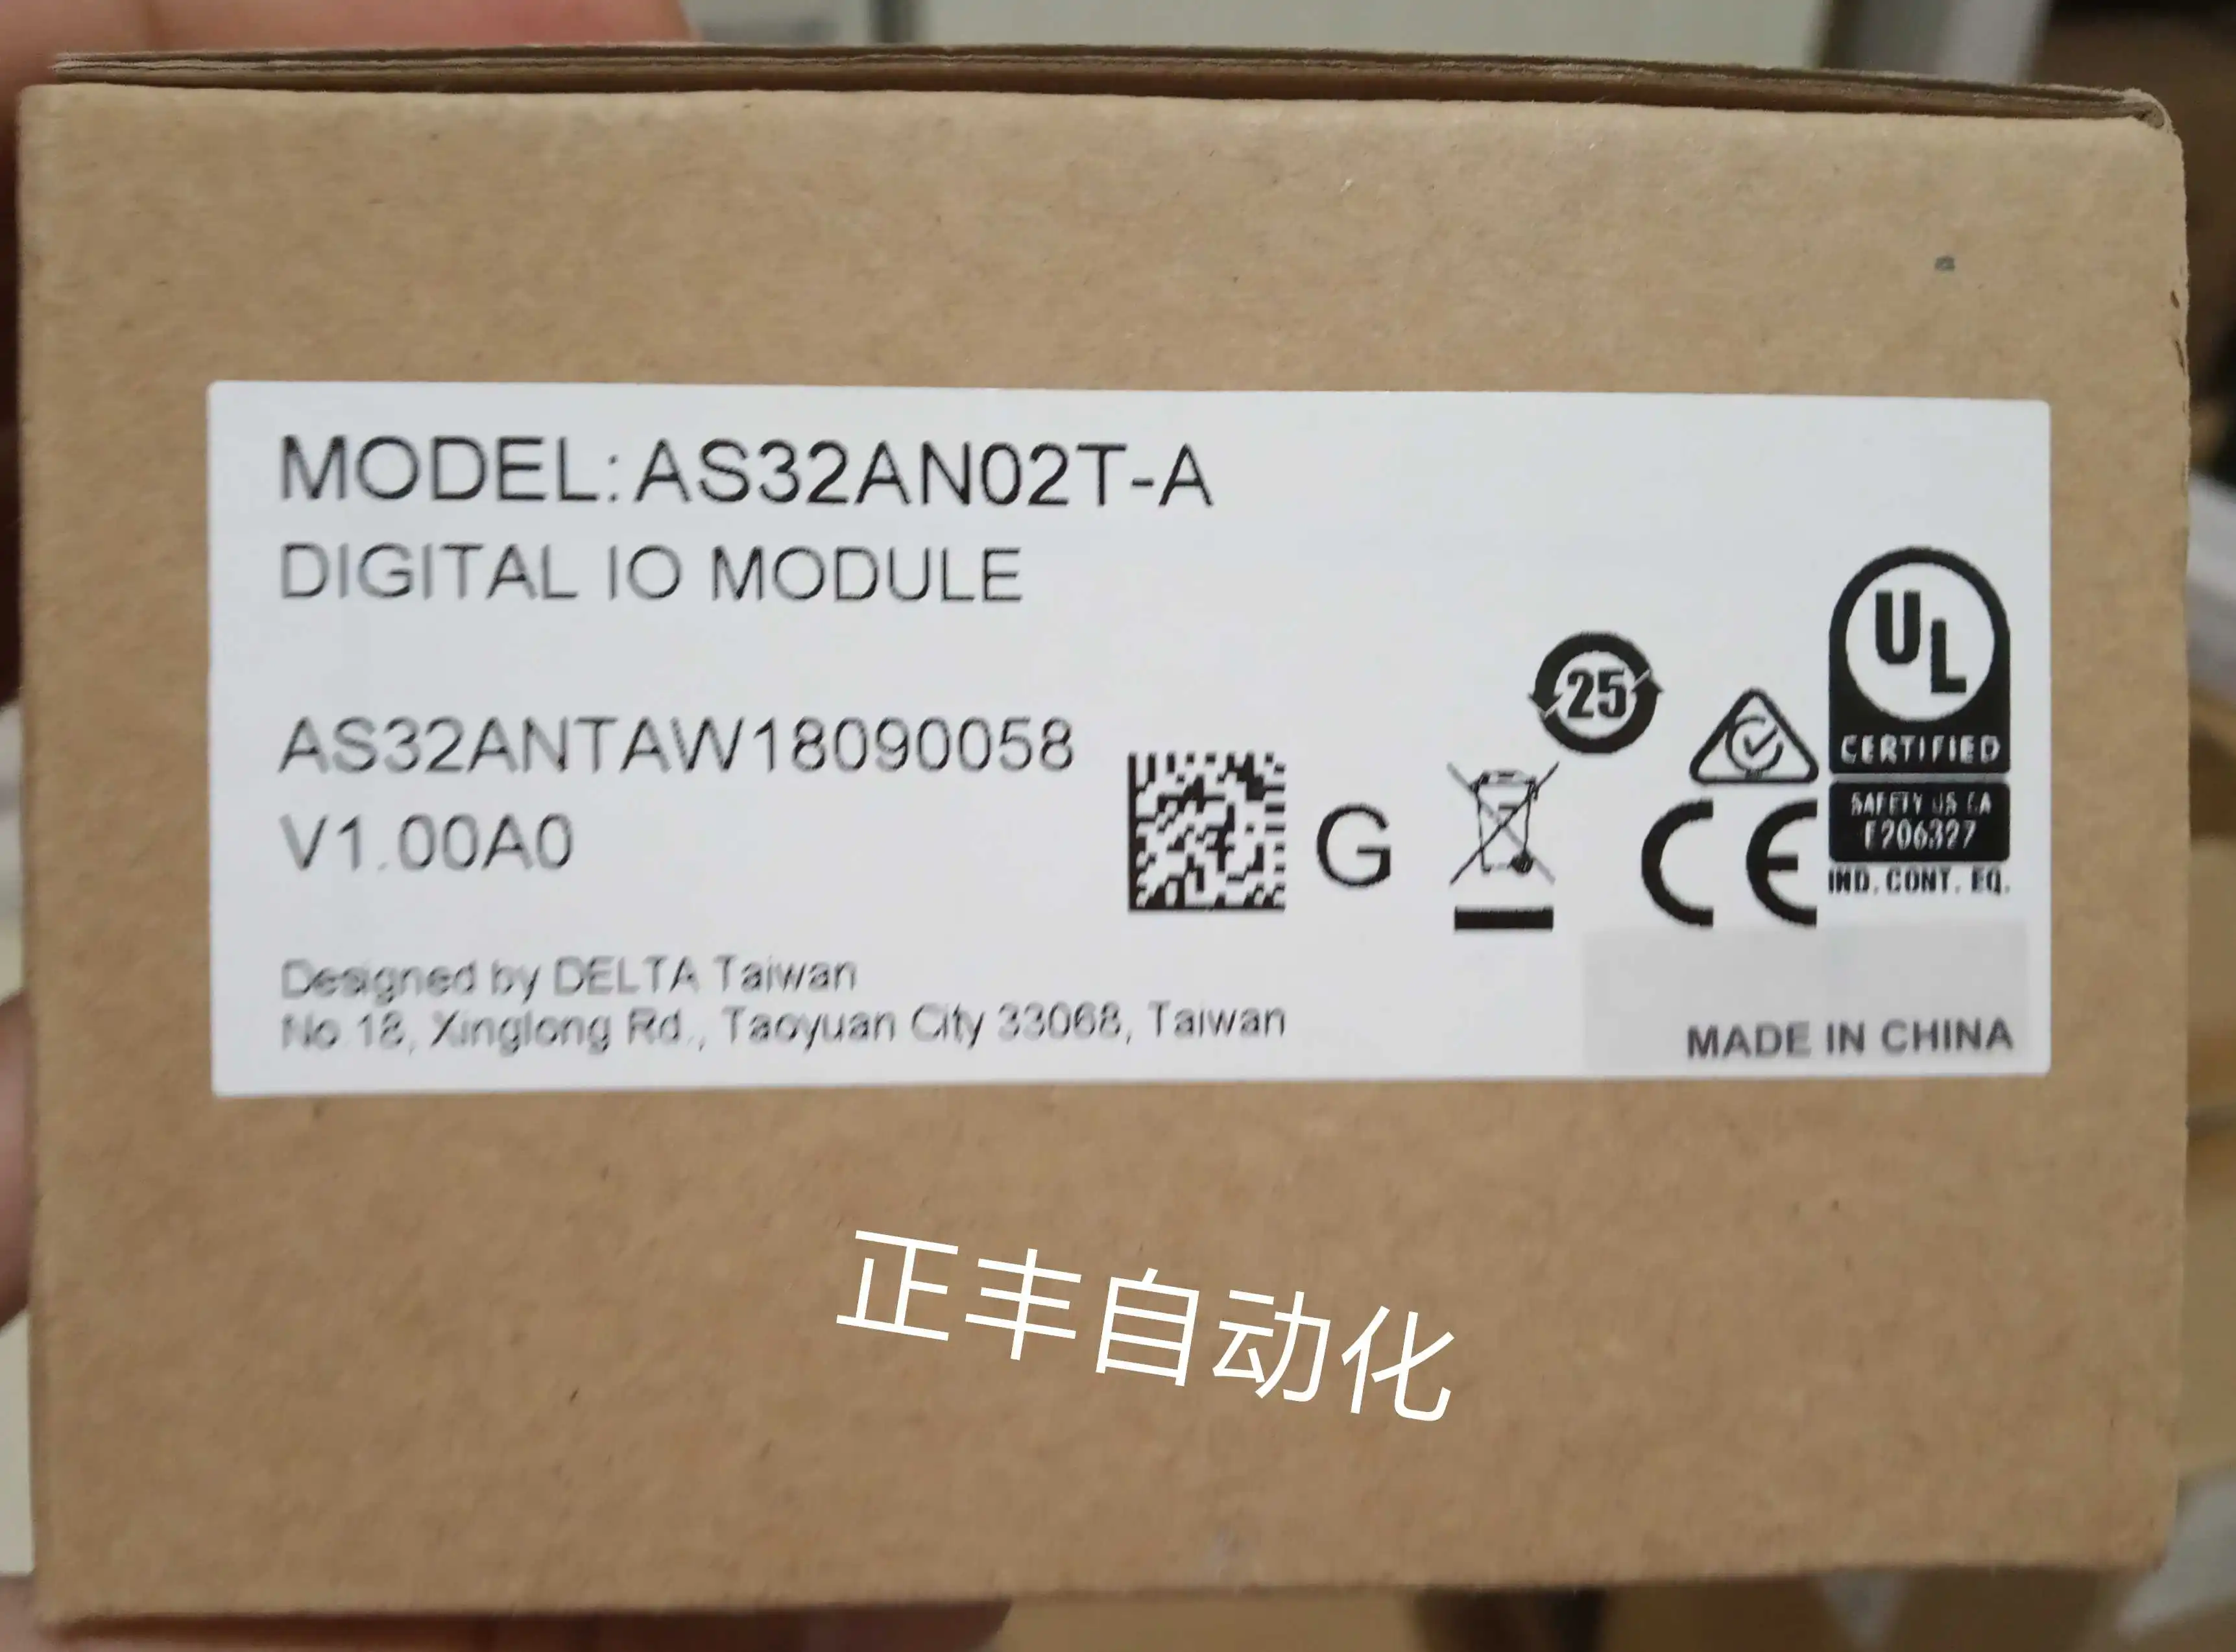 MODEL:AS32AN02T-A
DIGITAL IO MODULE
AS32ANTAW18090058
V1.00A0
G
25
UL
CERTIFIED
SAFETY US CA
E206327
IND. CONT. EQ.
CE
Designed by DELTA Taiwan
No 18, Xinglong Rd., Taoyuan City 33068, Taiwan
MADE IN CHINA
正丰自动化